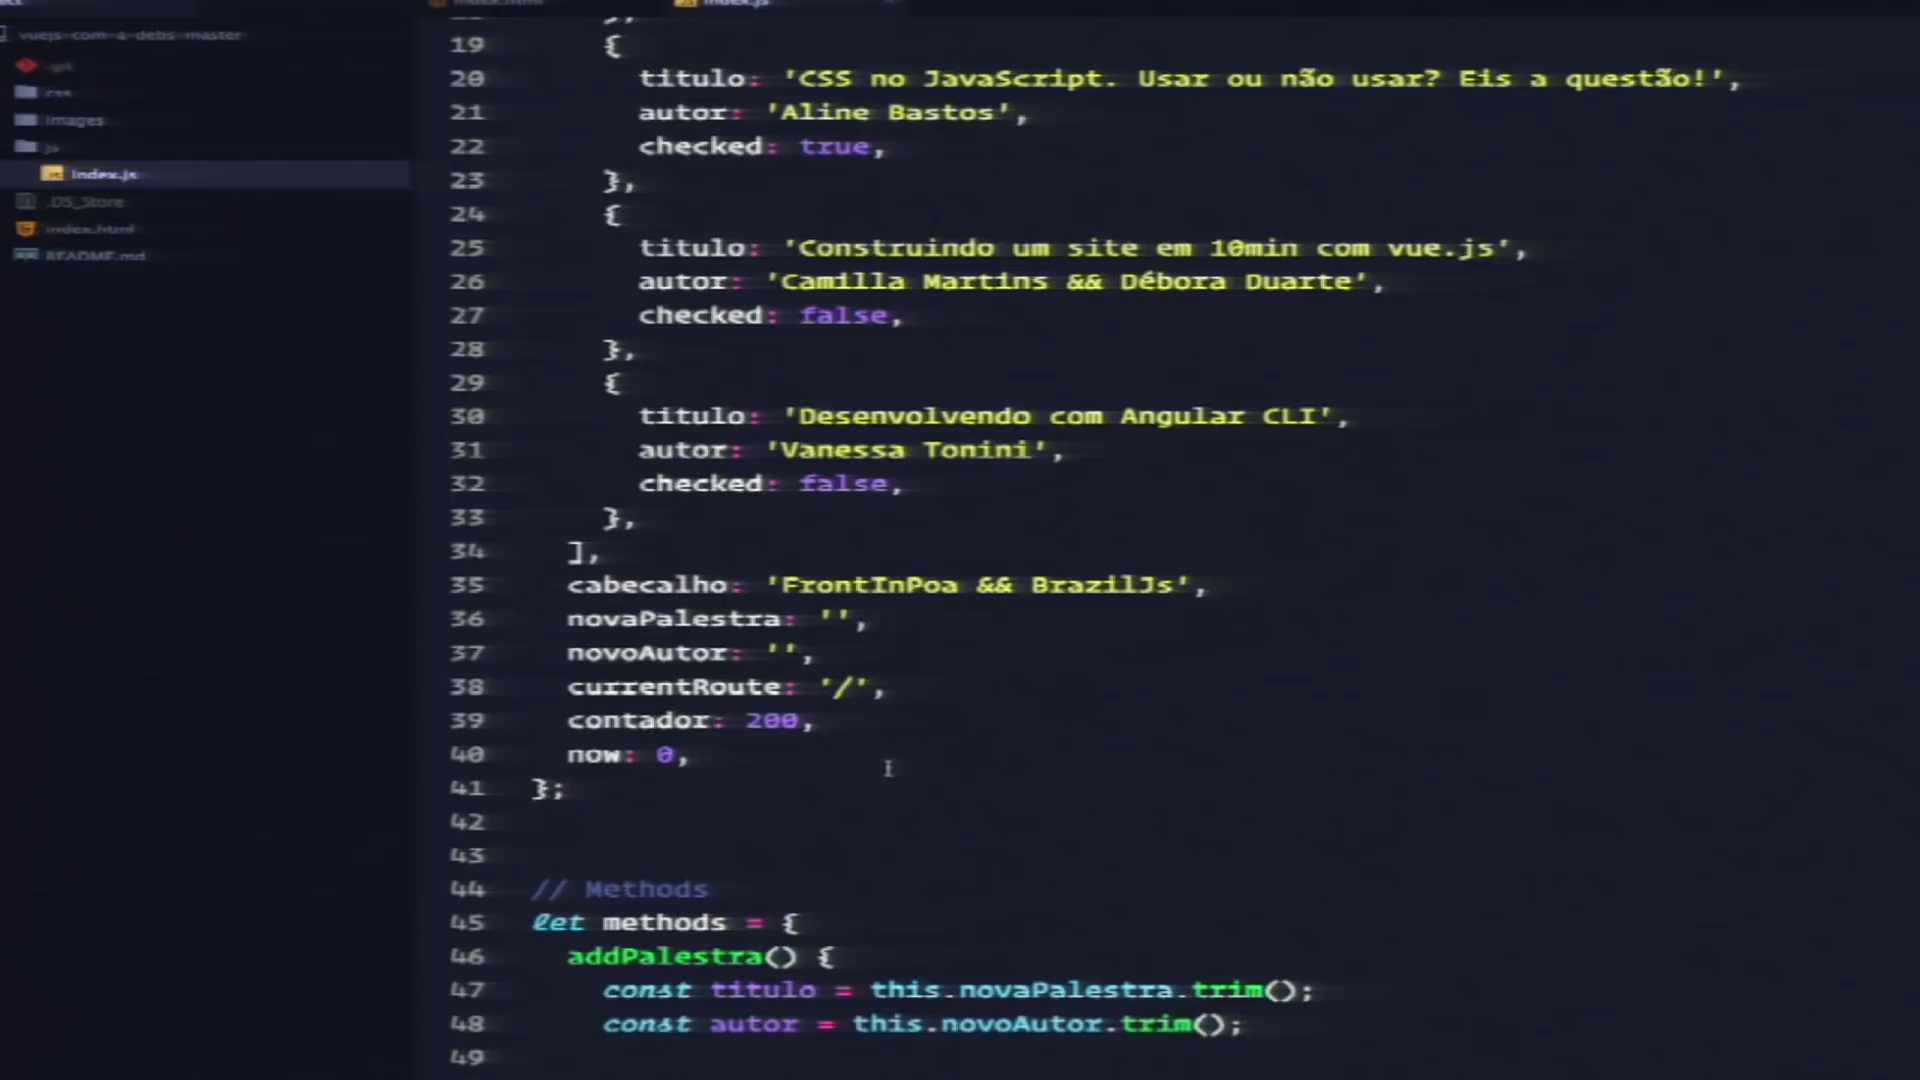 vuejs-com-a-debs-master
index.html
index.js
.git
css
images
js
index.js
.DS_Store
index.html
README.md
19 {
20 titulo: 'CSS no JavaScript. Usar ou não usar? Eis a questão!',
21 autor: 'Aline Bastos',
22 checked: true,
23 },
24 {
25 titulo: 'Construindo um site em 10min com vue.js',
26 autor: 'Camilla Martins && Débora Duarte',
27 checked: false,
28 },
29 {
30 titulo: 'Desenvolvendo com Angular CLI',
31 autor: 'Vanessa Tonini',
32 checked: false,
33 },
34 ],
35 cabecalho: 'FrontInPoa && BrazilJs',
36 novaPalestra: '',
37 novoAutor: '',
38 currentRoute: '/',
39 contador: 200,
40 now: 0,
41 };
42
43
44 // Methods
45 let methods = {
46 addPalestra() {
47 const titulo = this.novaPalestra.trim();
48 const autor = this.novoAutor.trim();
49